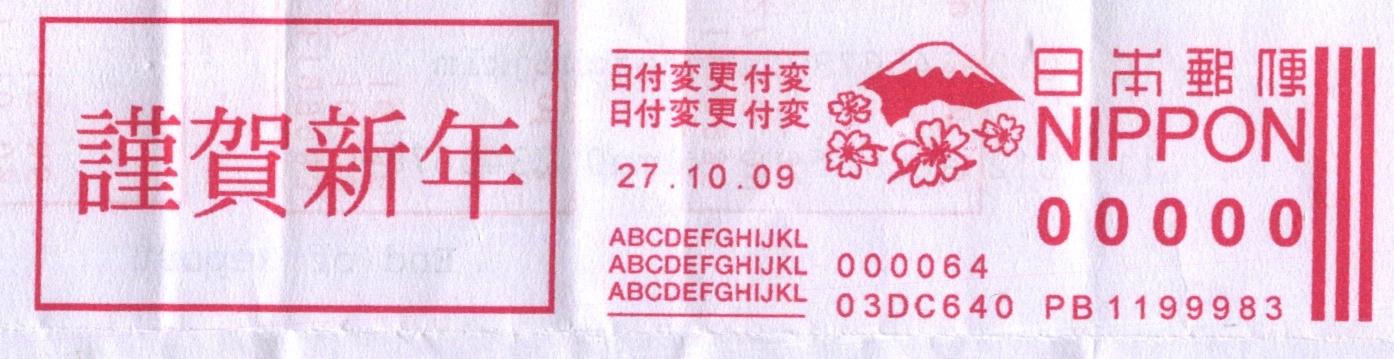 謹賀新年
日付変更付変
日付変更付変
27.10.09
ABCDEFGHIJKL
ABCDEFGHIJKL
ABCDEFGHIJKL
000064
03DC640 PB1199983
日本郵便
NIPPON
00000